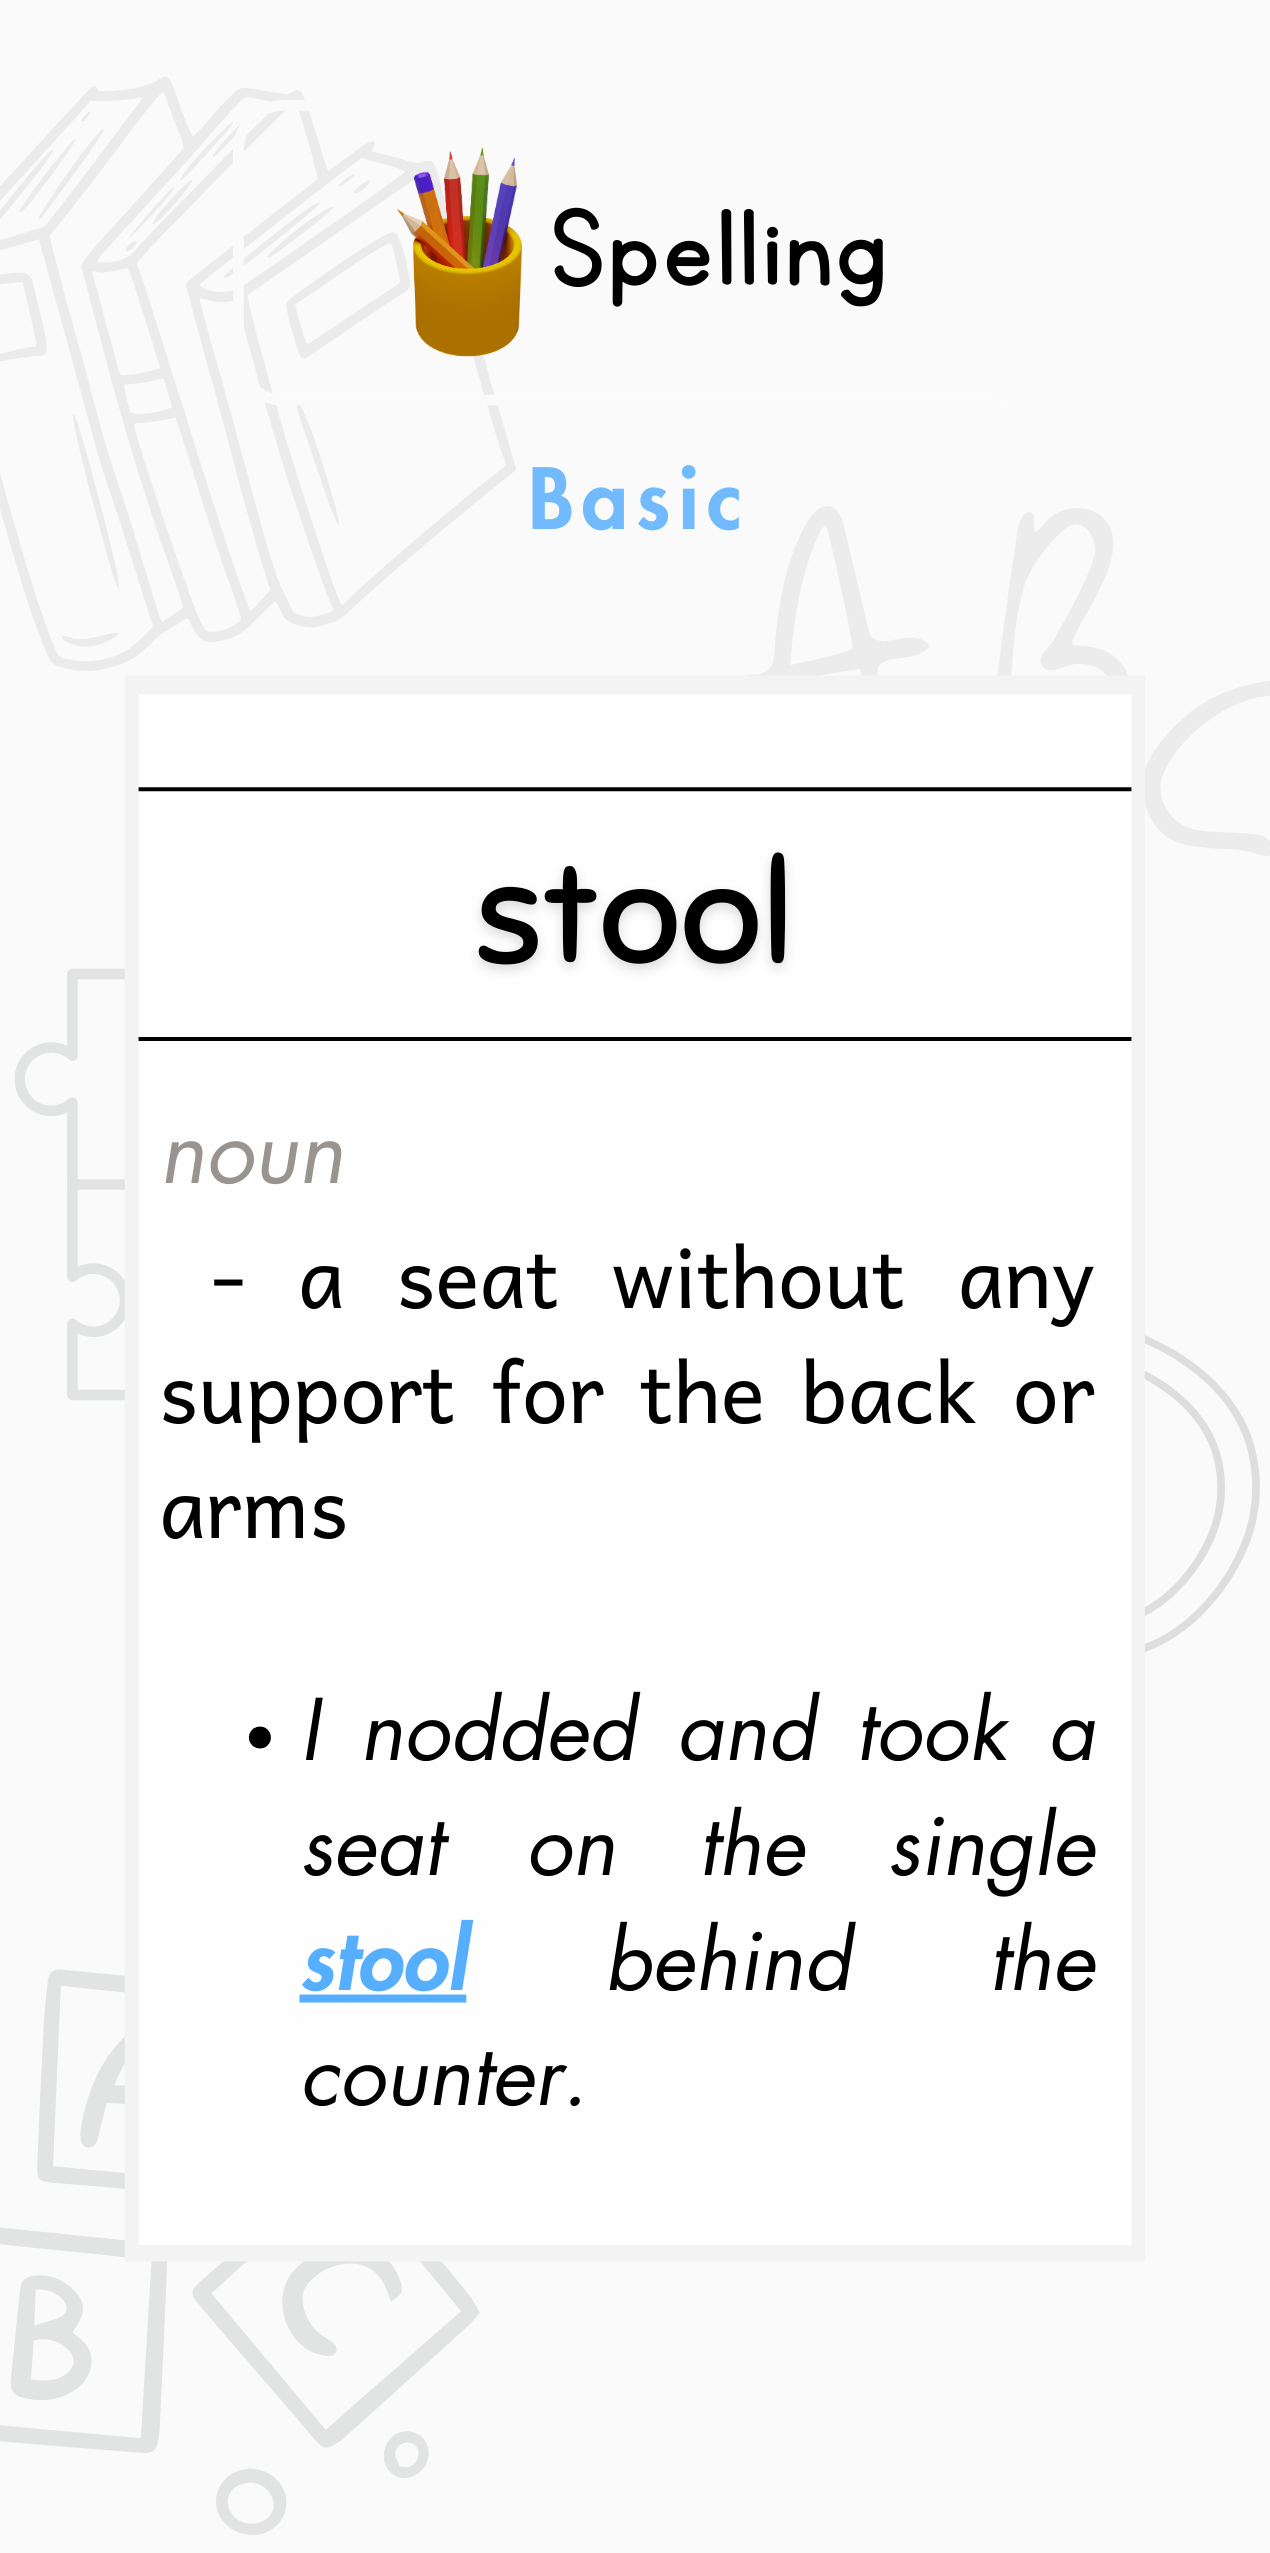 Spelling
Basic
A B
stool
noun
- a seat without any
support for the back or
arms
• I nodded and took a
seat on the single
stool behind the
counter.
A
B C